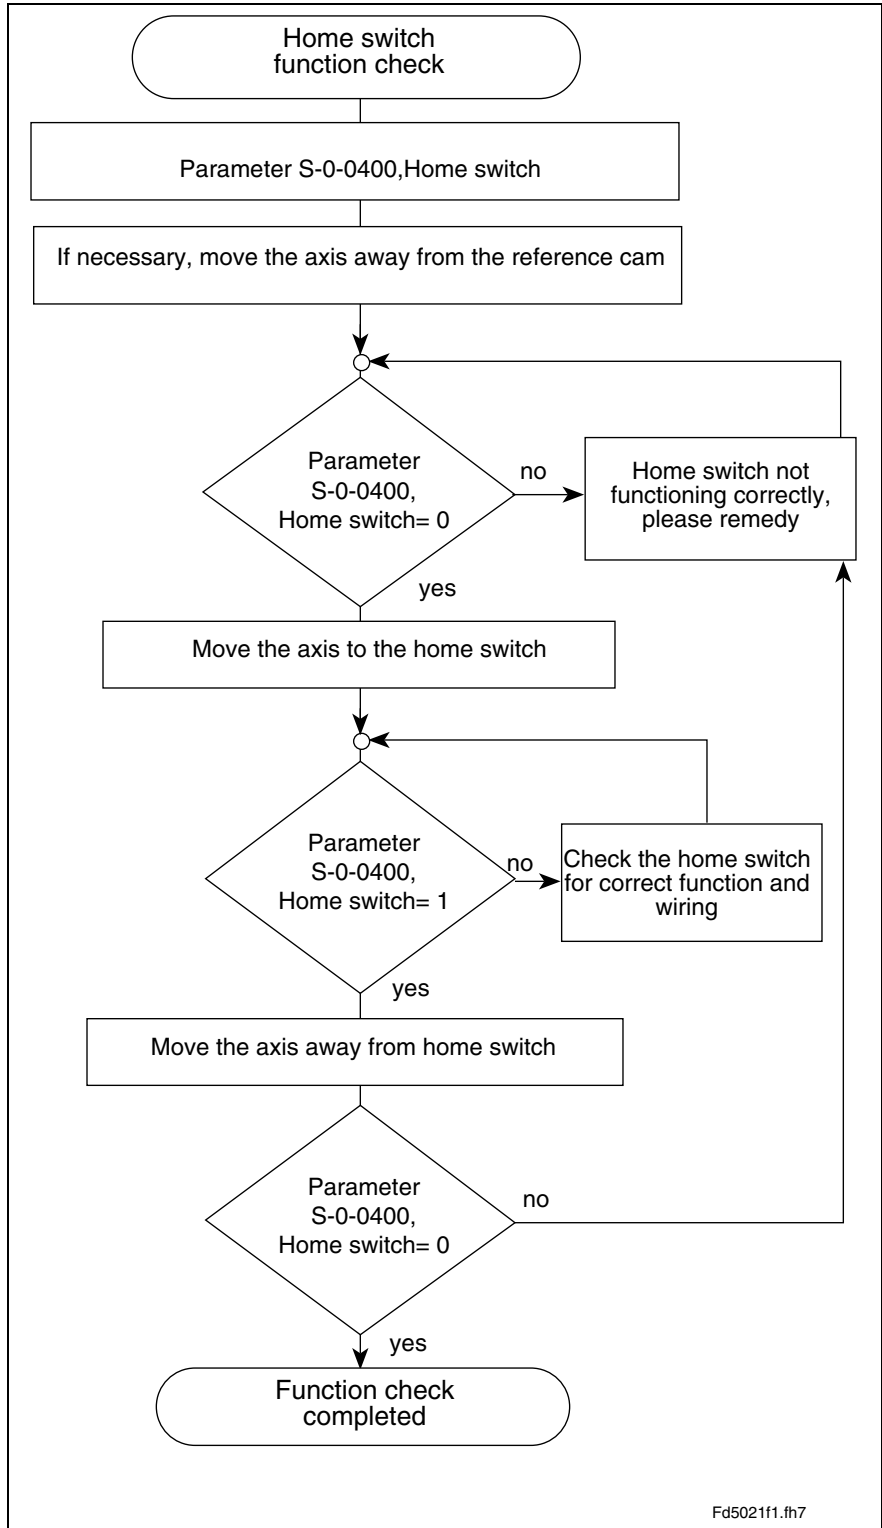 Home switch
function check
Parameter S-0-0400,Home switch
If necessary, move the axis away from the reference cam
Parameter
S-0-0400,
Home switch= 0
no
Home switch not
functioning correctly,
please remedy
yes
Move the axis to the home switch
Parameter
S-0-0400,
Home switch= 1
no
Check the home switch
for correct function and
wiring
yes
Move the axis away from home switch
Parameter
S-0-0400,
Home switch= 0
no
yes
Function check
completed
Fd5021f1.fh7